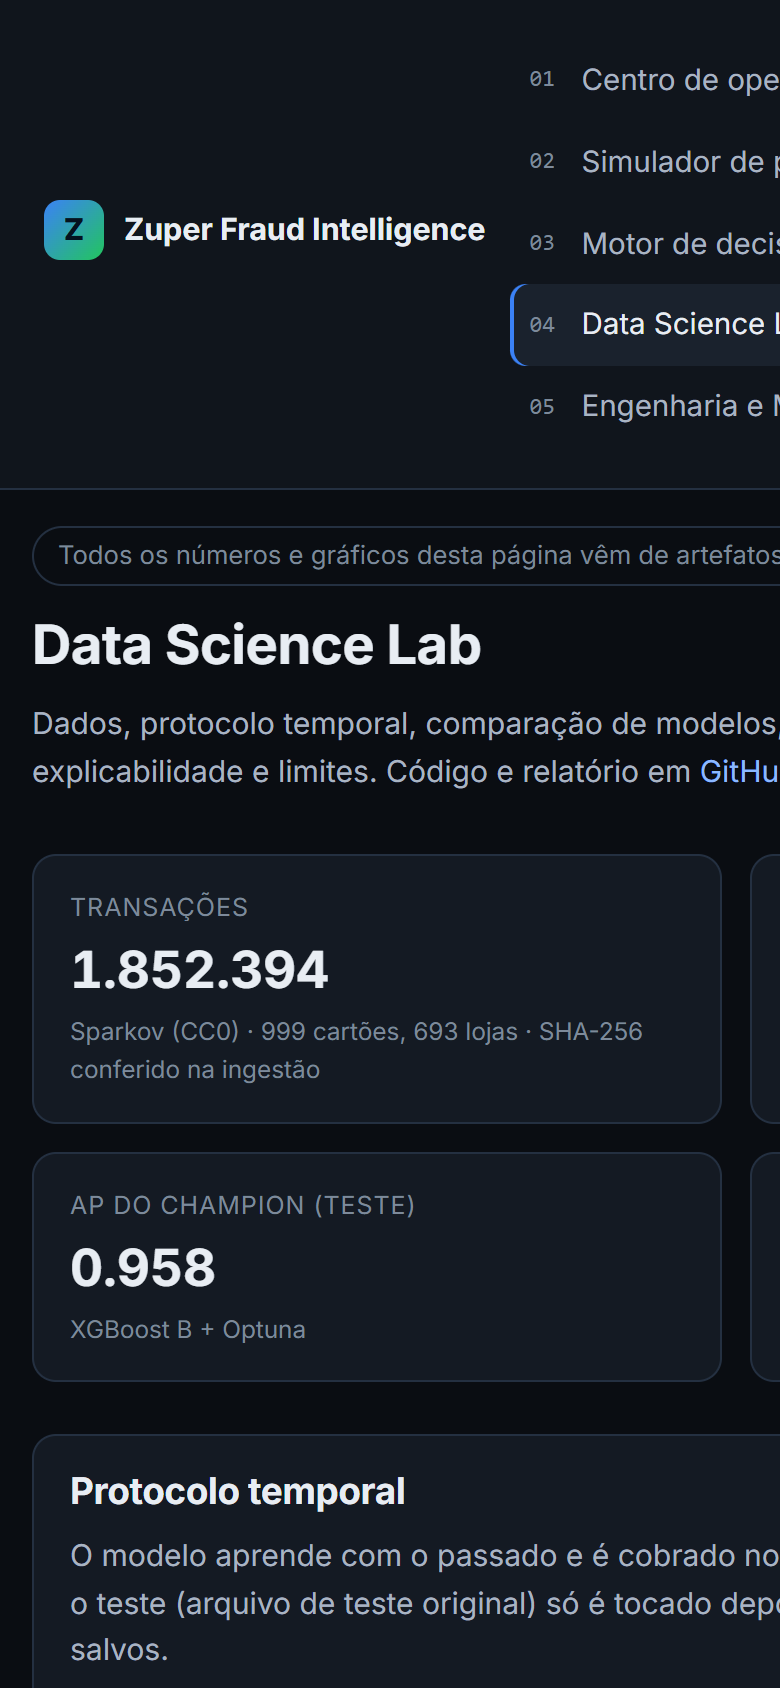 Z Zuper Fraud Intelligence
01 Centro de ope
02 Simulador de p
03 Motor de decis
04 Data Science L
05 Engenharia e M
Todos os números e gráficos desta página vêm de artefatos
Data Science Lab
Dados, protocolo temporal, comparação de modelos,
explicabilidade e limites. Código e relatório em GitHu
TRANSAÇÕES
1.852.394
Sparkov (CC0) · 999 cartões, 693 lojas · SHA-256
conferido na ingestão
AP DO CHAMPION (TESTE)
0.958
XGBoost B + Optuna
Protocolo temporal
O modelo aprende com o passado e é cobrado no
o teste (arquivo de teste original) só é tocado depo
salvos.